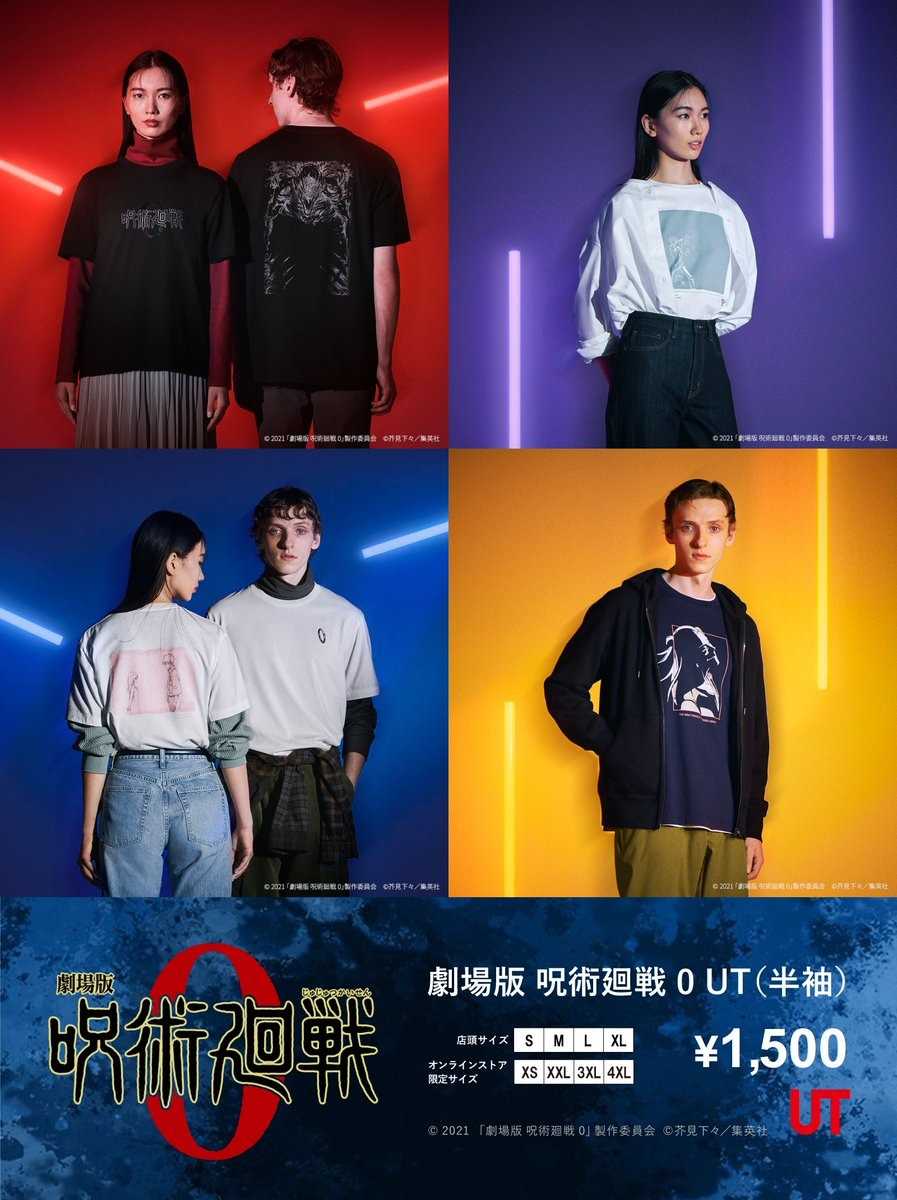 呪術廻戦
© 2021 「劇場版 呪術廻戦 0」製作委員会 ©芥見下々／集英社
© 2021 「劇場版 呪術廻戦 0」製作委員会 ©芥見下々／集英社
0
© 2021 「劇場版 呪術廻戦 0」製作委員会 ©芥見下々／集英社
© 2021 「劇場版 呪術廻戦 0」製作委員会 ©芥見下々／集英社
劇場版
じゅじゅつかいせん
呪術廻戦
0
劇場版 呪術廻戦 0 UT（半袖）
店頭サイズ S M L XL
オンラインストア
限定サイズ XS XXL 3XL 4XL
¥1,500
UT
© 2021 「劇場版 呪術廻戦 0」製作委員会 ©芥見下々／集英社